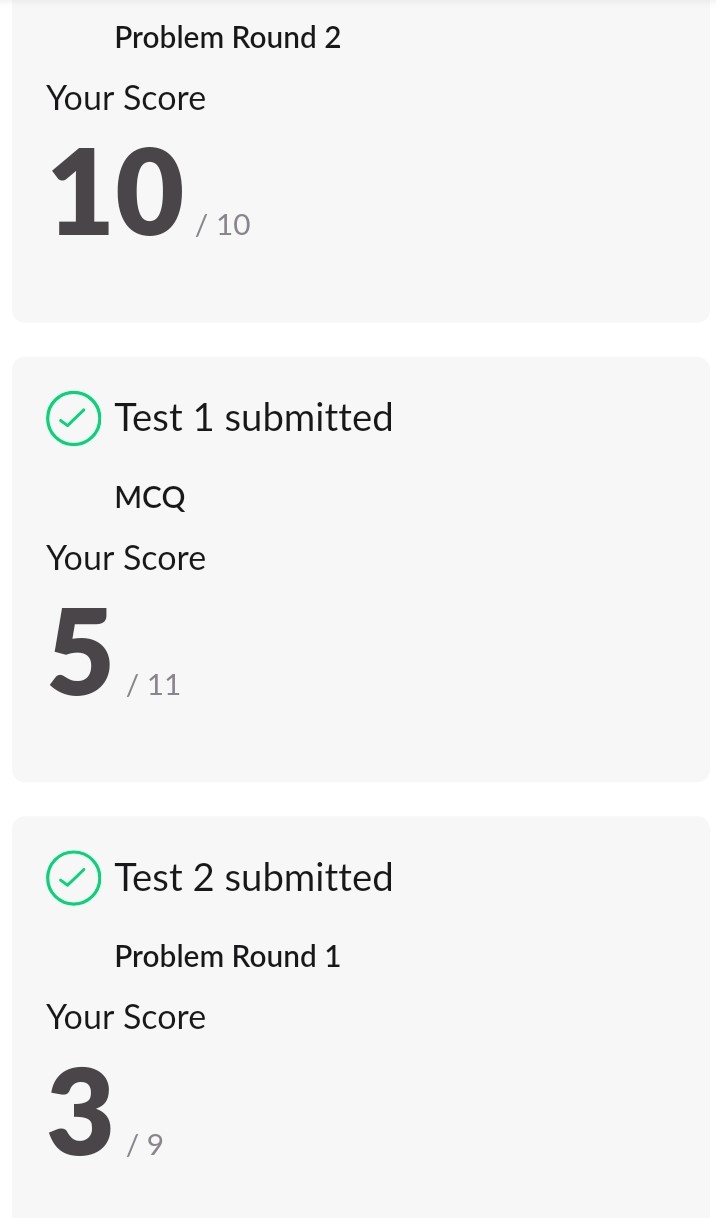 Problem Round 2
Your Score
10 / 10
Test 1 submitted
MCQ
Your Score
5 / 11
Test 2 submitted
Problem Round 1
Your Score
3 / 9